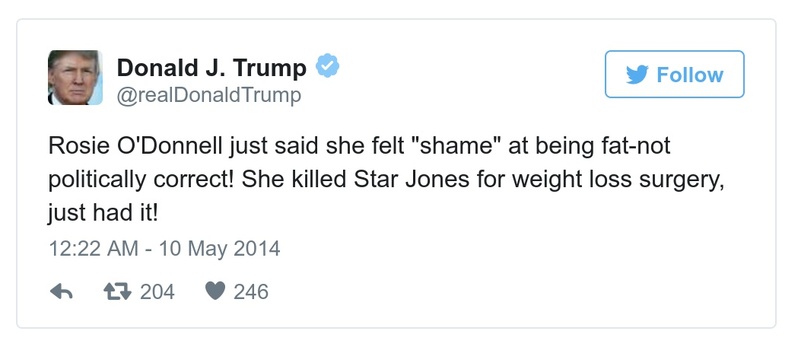 Donald J. Trump
@realDonaldTrump
Follow
Rosie O'Donnell just said she felt "shame" at being fat-not
politically correct! She killed Star Jones for weight loss surgery,
just had it!
12:22 AM - 10 May 2014
204 246